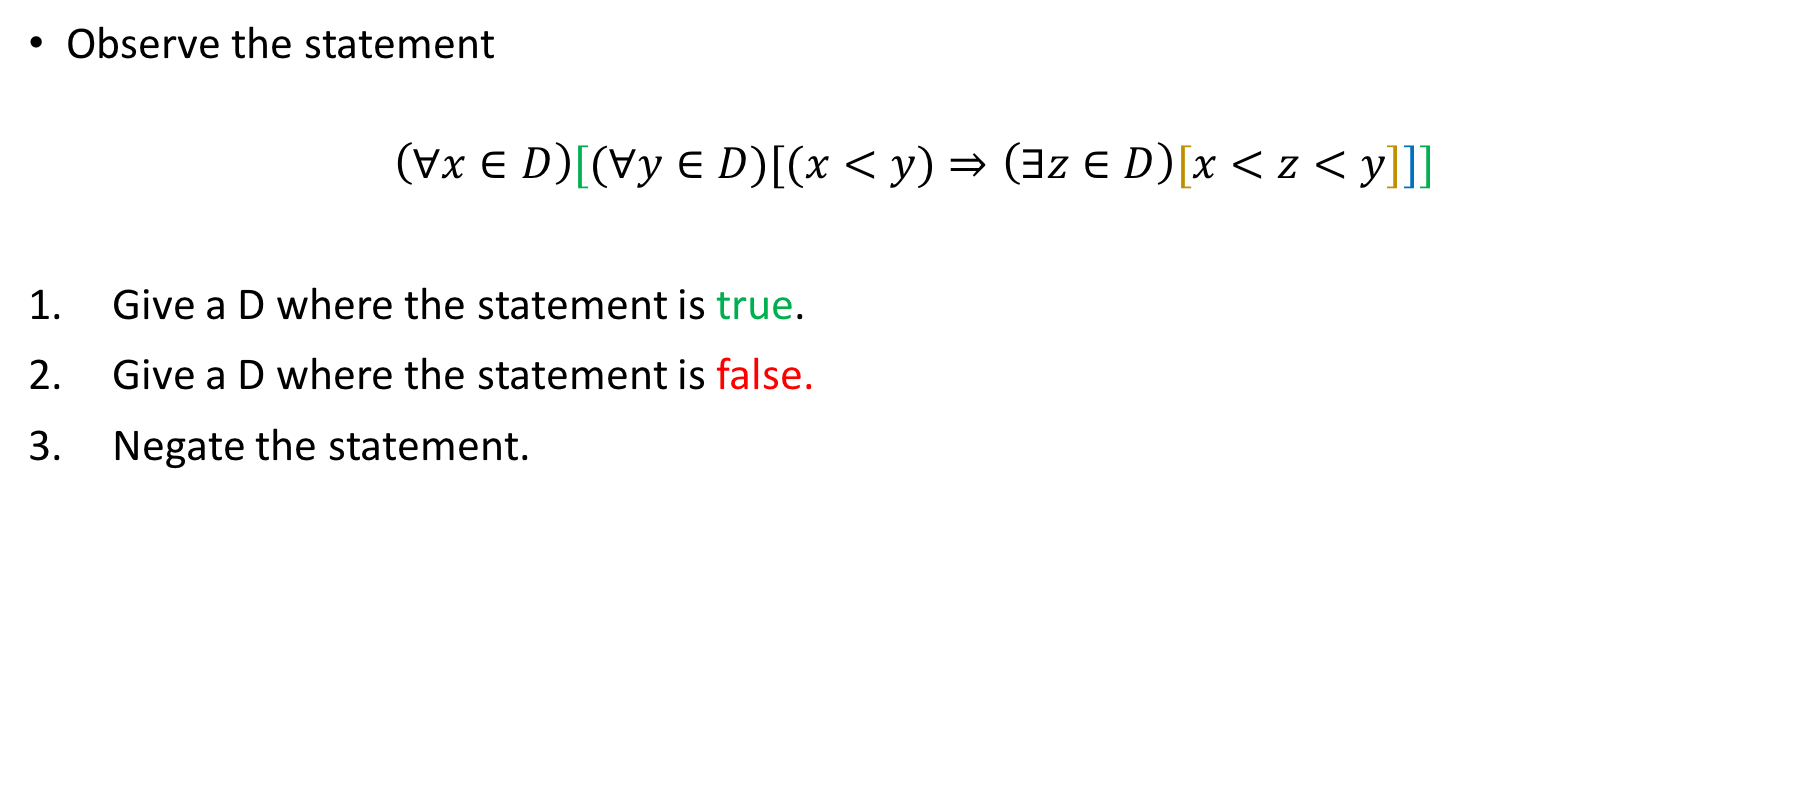 • Observe the statement
(∀x ∈ D)[(∀y ∈ D)[(x < y) ⇒ (∃z ∈ D)[x < z < y]]]
1. Give a D where the statement is true.
2. Give a D where the statement is false.
3. Negate the statement.